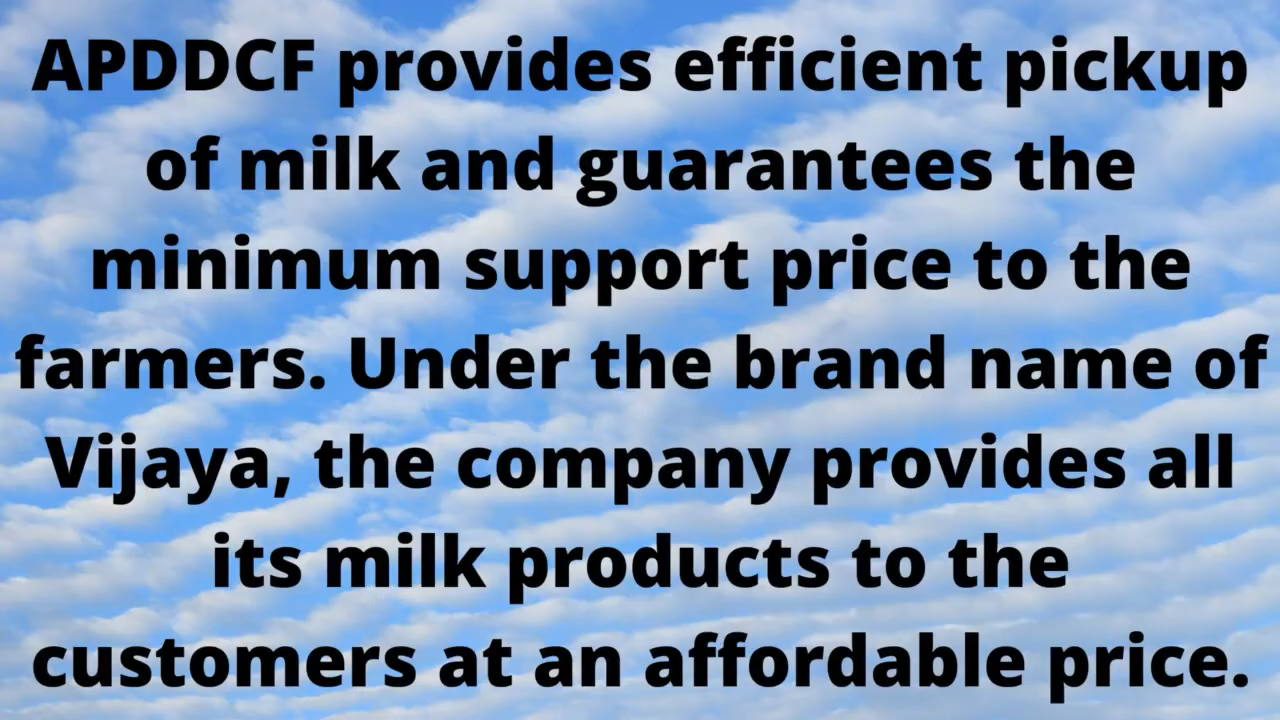 APDDCF provides efficient pickup
of milk and guarantees the
minimum support price to the
farmers. Under the brand name of
Vijaya, the company provides all
its milk products to the
customers at an affordable price.